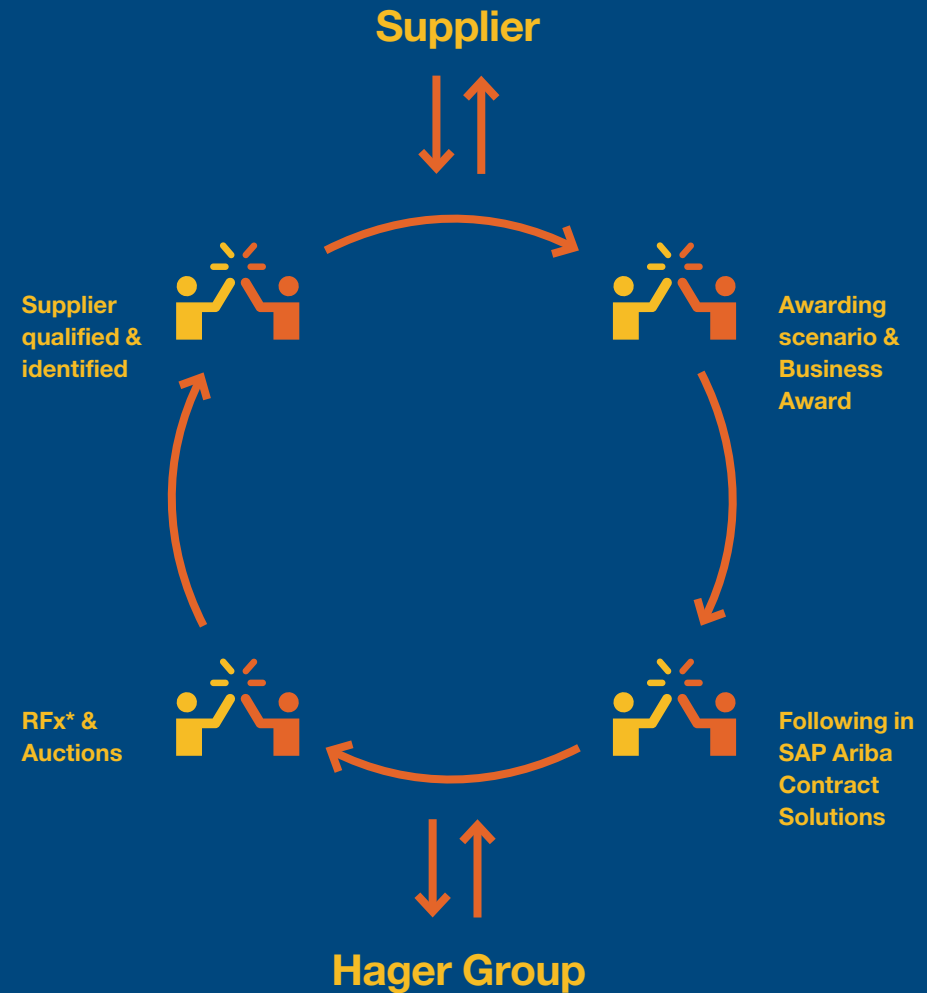 Supplier
Supplier
qualified &
identified
Awarding
scenario &
Business
Award
RFx* &
Auctions
Following in
SAP Ariba
Contract
Solutions
Hager Group